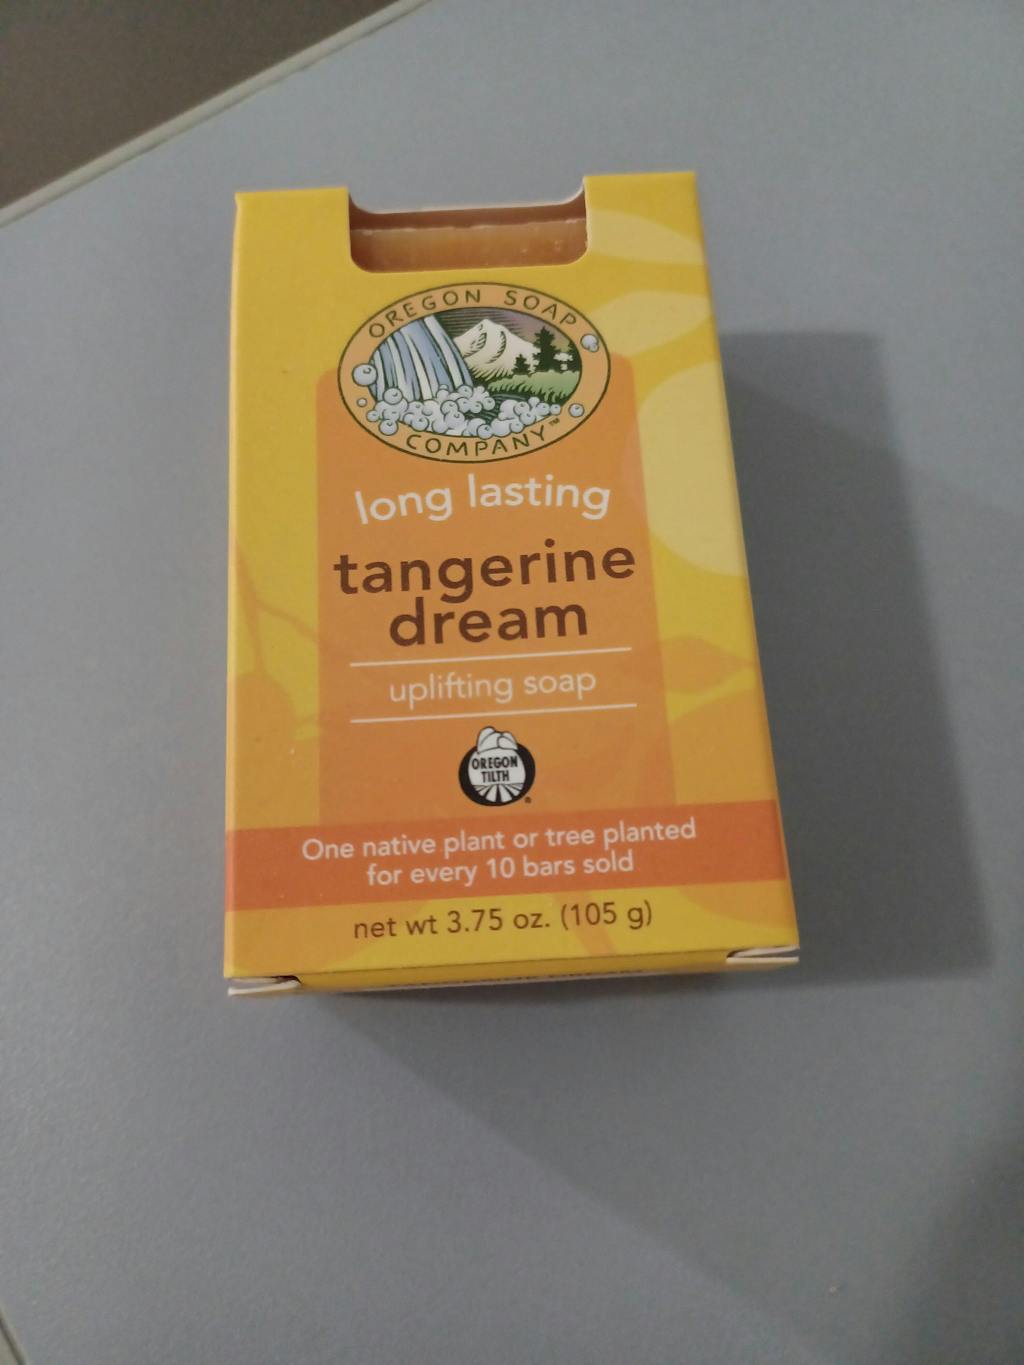 OREGON SOAP
COMPANY™
long lasting
tangerine
dream
uplifting soap
OREGON
TILTH
®
One native plant or tree planted
for every 10 bars sold
net wt 3.75 oz. (105 g)